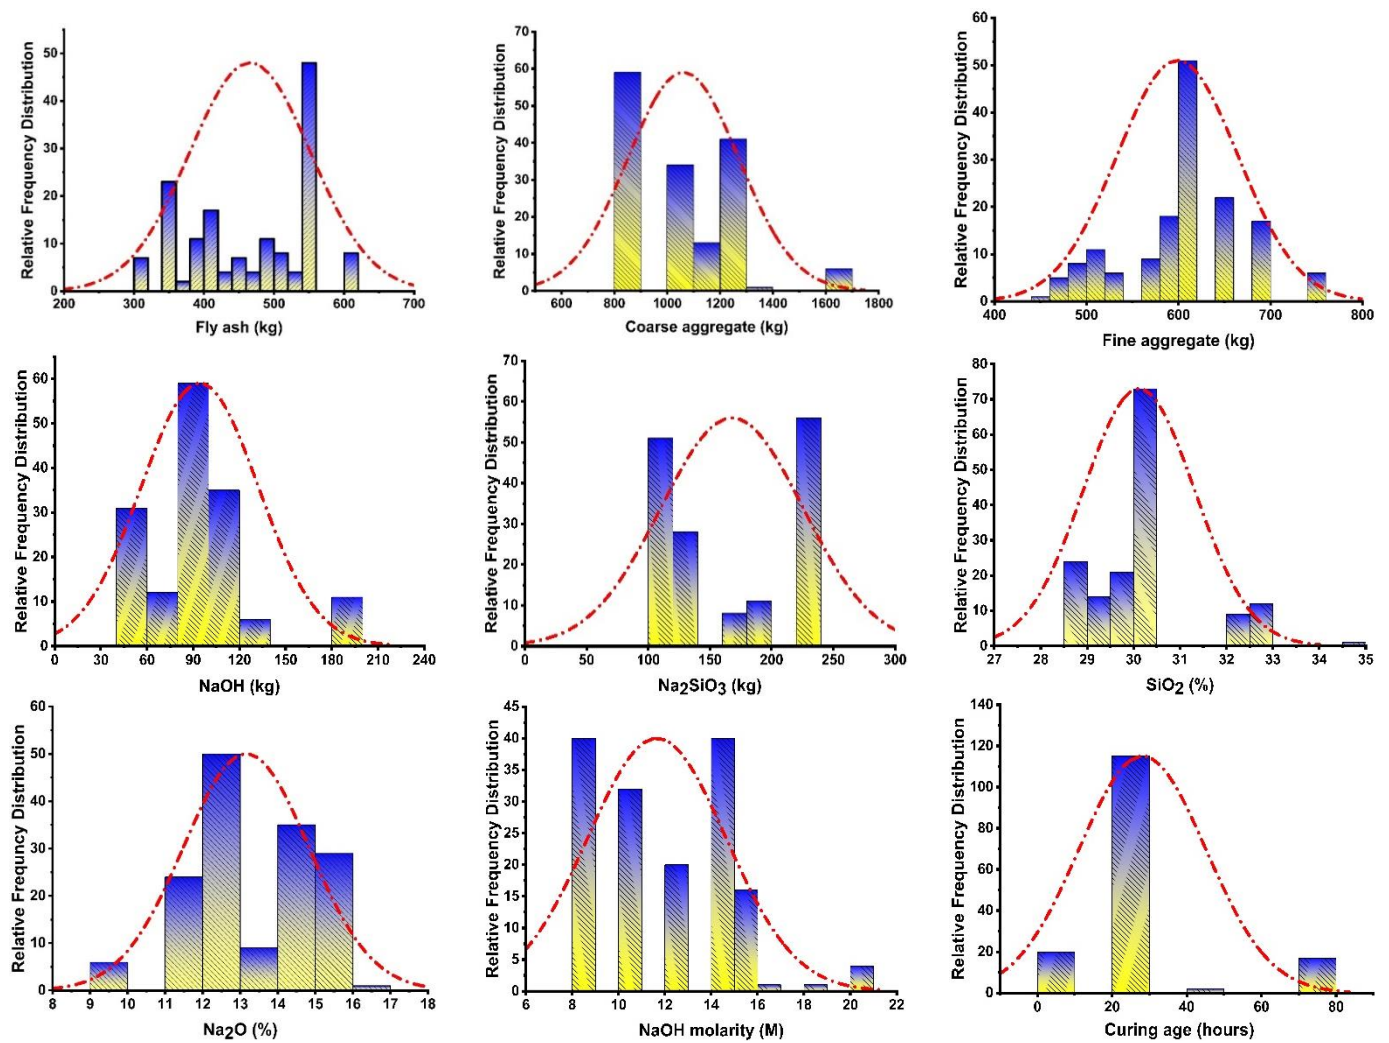 Relative Frequency Distribution
50
40
30
20
10
0
200 300 400 500 600 700
Fly ash (kg)
Relative Frequency Distribution
70
60
50
40
30
20
10
0
600 800 1000 1200 1400 1600 1800
Coarse aggregate (kg)
Relative Frequency Distribution
60
50
40
30
20
10
0
400 500 600 700 800
Fine aggregate (kg)
Relative Frequency Distribution
60
50
40
30
20
10
0
0 30 60 90 120 150 180 210 240
NaOH (kg)
Relative Frequency Distribution
70
60
50
40
30
20
10
0
0 50 100 150 200 250 300
Na₂SiO₃ (kg)
Relative Frequency Distribution
80
70
60
50
40
30
20
10
0
27 28 29 30 31 32 33 34 35
SiO₂ (%)
Relative Frequncy Distribution
60
50
40
30
20
10
0
8 9 10 11 12 13 14 15 16 17 18
Na₂O (%)
Relative Frequency Distribution
45
40
35
30
25
20
15
10
5
0
6 8 10 12 14 16 18 20 22
NaOH molarity (M)
Relative Frequency Distribution
140
120
100
80
60
40
20
0
0 20 40 60 80
Curing age (hours)